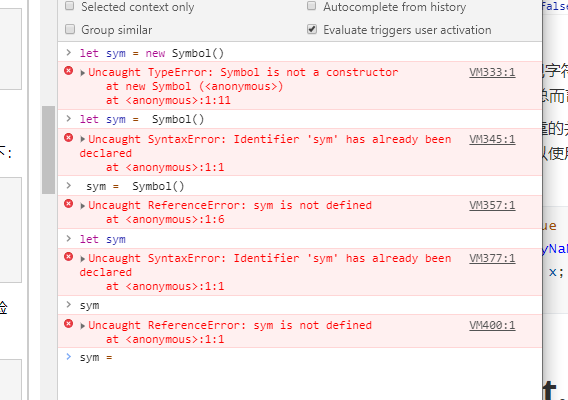 Selected context only
Autocomplete from history
Group similar
Evaluate triggers user activation
> let sym = new Symbol()
Uncaught TypeError: Symbol is not a constructor VM333:1
at new Symbol (<anonymous>)
at <anonymous>:1:11
> let sym =  Symbol()
Uncaught SyntaxError: Identifier 'sym' has already been VM345:1
declared
at <anonymous>:1:1
> sym =  Symbol()
Uncaught ReferenceError: sym is not defined VM357:1
at <anonymous>:1:6
> let sym
Uncaught SyntaxError: Identifier 'sym' has already been VM377:1
declared
at <anonymous>:1:1
> sym
Uncaught ReferenceError: sym is not defined VM400:1
at <anonymous>:1:1
> sym =
下：
false
总而
的
以使
ue
yNa
x;
t.